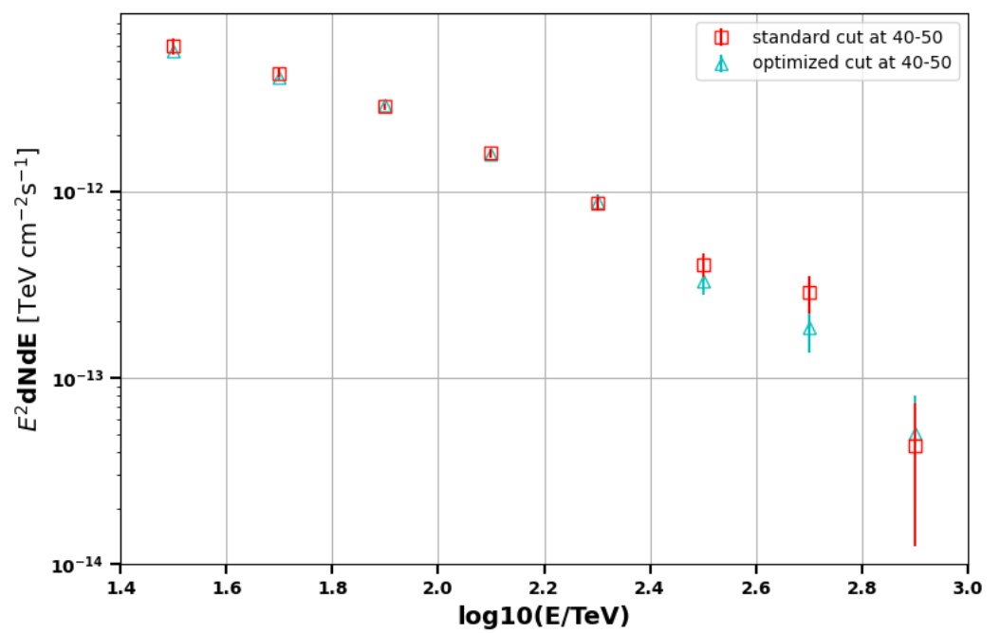 standard cut at 40-50
optimized cut at 40-50
E²dNdE [TeV cm⁻²s⁻¹]
10⁻¹²
10⁻¹³
10⁻¹⁴
1.4 1.6 1.8 2.0 2.2 2.4 2.6 2.8 3.0
log10(E/TeV)